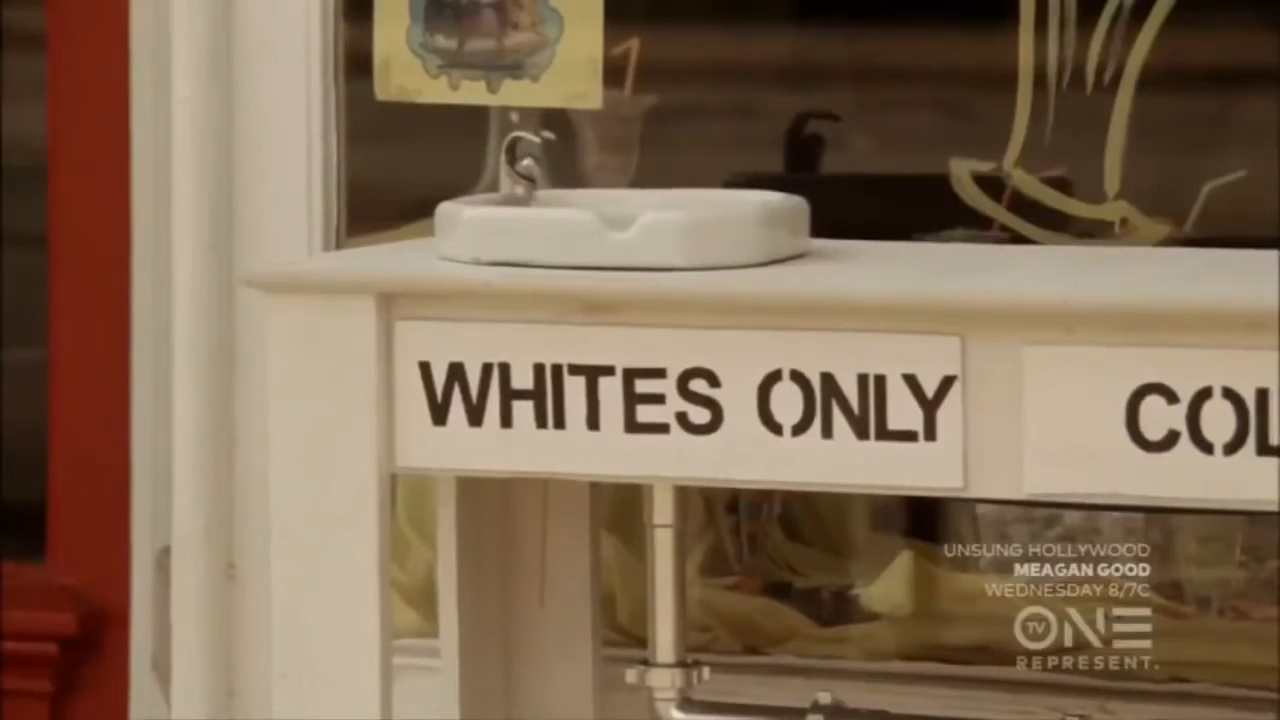 WHITES ONLY
COL
UNSUNG HOLLYWOOD
MEAGAN GOOD
WEDNESDAY 8/7C
TV ONE
REPRESENT.